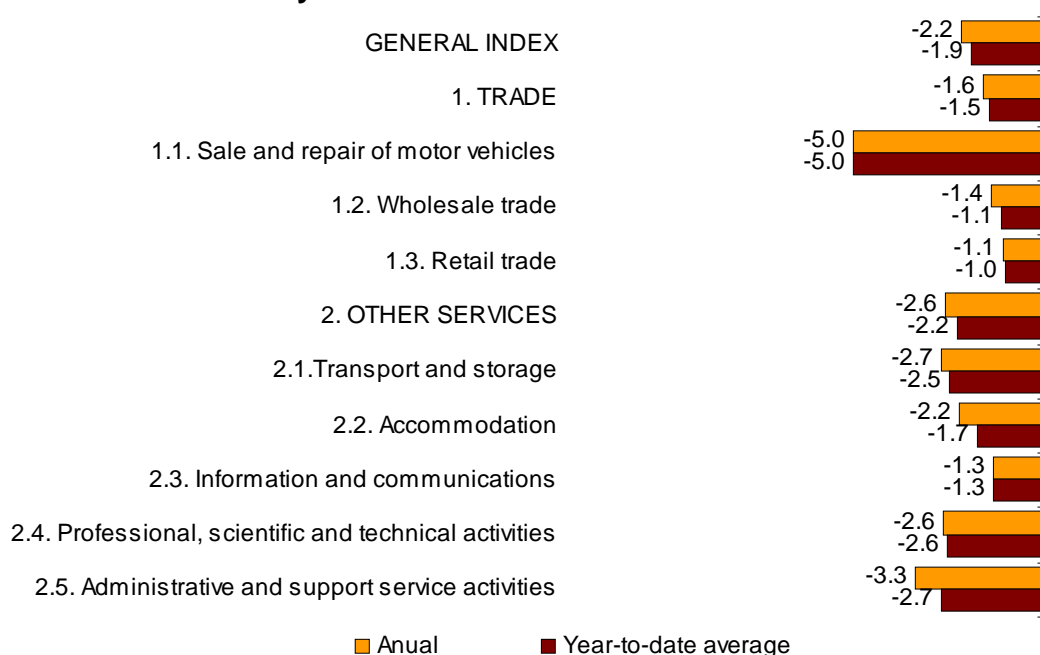 GENERAL INDEX
-2.2
-1.9
1. TRADE
-1.6
-1.5
1.1. Sale and repair of motor vehicles
-5.0
-5.0
1.2. Wholesale trade
-1.4
-1.1
1.3. Retail trade
-1.1
-1.0
2. OTHER SERVICES
-2.6
-2.2
2.1.Transport and storage
-2.7
-2.5
2.2. Accommodation
-2.2
-1.7
2.3. Information and communications
-1.3
-1.3
2.4. Professional, scientific and technical activities
-2.6
-2.6
2.5. Administrative and support service activities
-3.3
-2.7
Anual Year-to-date average